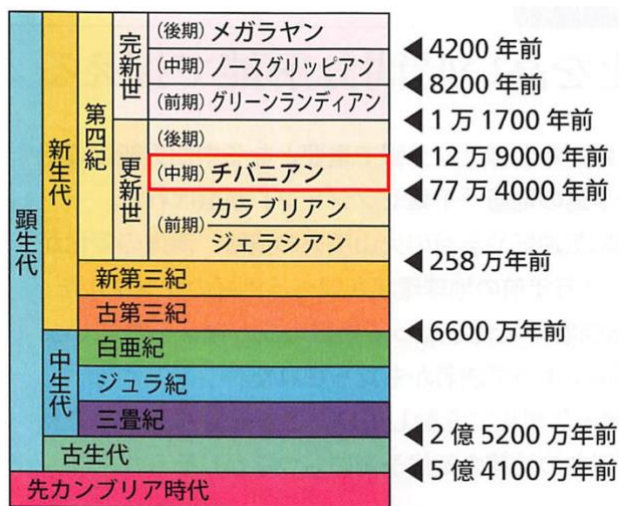 顕生代
新生代
第四紀
完新世
(後期) メガラヤン
(中期) ノースグリッピアン
(前期) グリーンランディアン
更新世
(後期)
(中期) チバニアン
(前期) カラブリアン
ジェラシアン
新第三紀
古第三紀
中生代
白亜紀
ジュラ紀
三畳紀
古生代
先カンブリア時代
◀4200 年前
◀8200 年前
◀1 万 1700 年前
◀12 万 9000 年前
◀77 万 4000 年前
◀258 万年前
◀6600 万年前
◀2 億 5200 万年前
◀5 億 4100 万年前